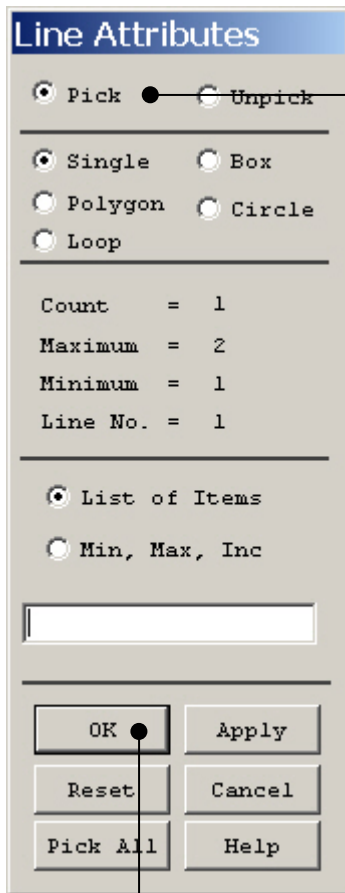 Line Attributes
Pick Unpick
Single Box
Polygon Circle
Loop
Count = 1
Maximum = 2
Minimum = 1
Line No. = 1
List of Items
Min, Max, Inc
OK Apply
Reset Cancel
Pick All Help